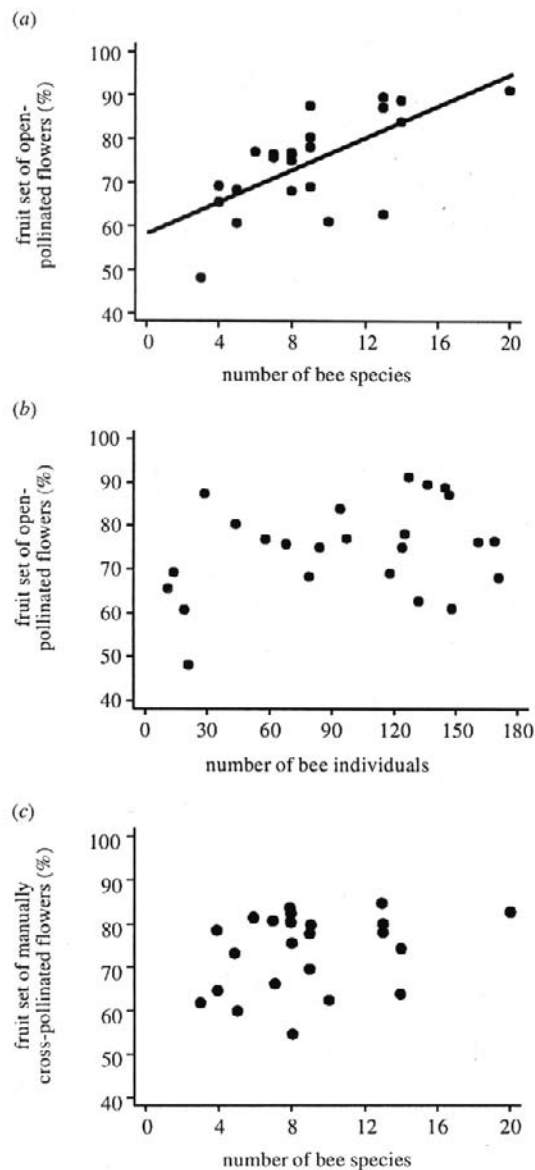 (a)
100
90
80
70
60
50
40
fruit set of open-
pollinated flowers (%)
0 4 8 12 16 20
number of bee species
(b)
100
90
80
70
60
50
40
fruit set of open-
pollinated flowers (%)
0 30 60 90 120 150 180
number of bee individuals
(c)
100
90
80
70
60
50
40
fruit set of manually
cross-pollinated flowers (%)
0 4 8 12 16 20
number of bee species